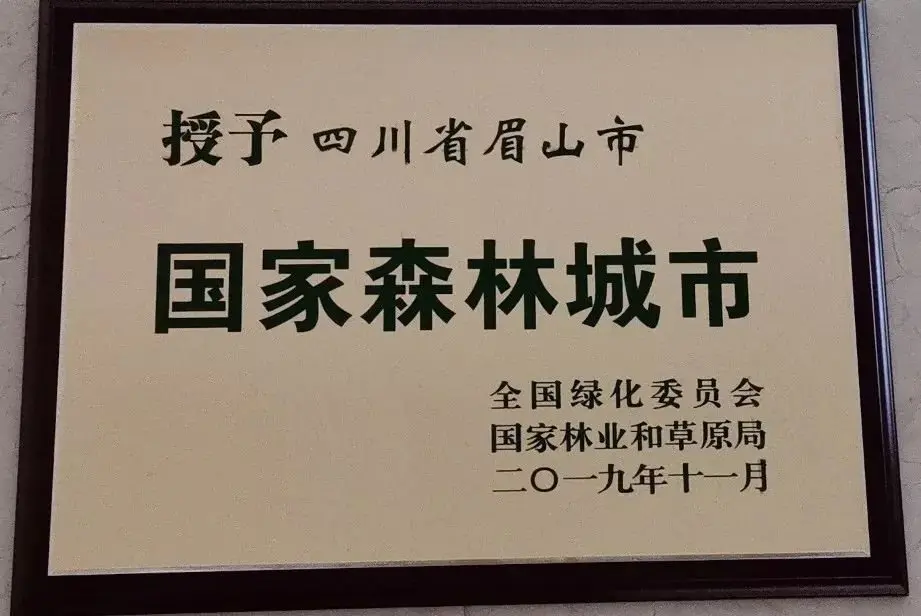 授予 四川省眉山市
国家森林城市
全国绿化委员会
国家林业和草原局
二〇一九年十一月